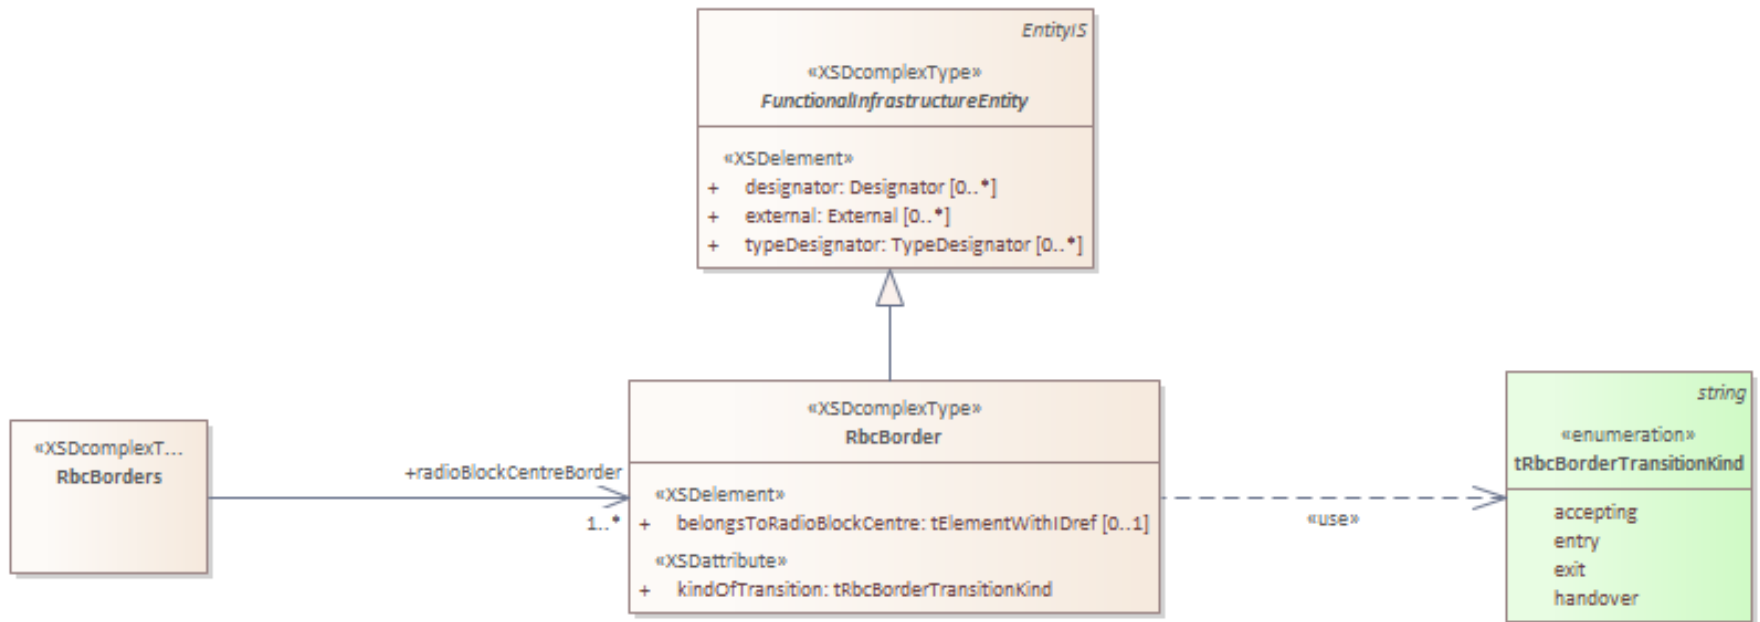 EntityIS
«XSDcomplexType»
FunctionalInfrastructureEntity
«XSDelement»
+ designator: Designator [0..*]
+ external: External [0..*]
+ typeDesignator: TypeDesignator [0..*]
«XSDcomplexT...
RbcBorders
+radioBlockCentreBorder
1..*
«XSDcomplexType»
RbcBorder
«XSDelement»
+ belongsToRadioBlockCentre: tElementWithIDref [0..1]
«XSDattribute»
+ kindOfTransition: tRbcBorderTransitionKind
«use»
string
«enumeration»
tRbcBorderTransitionKind
accepting
entry
exit
handover